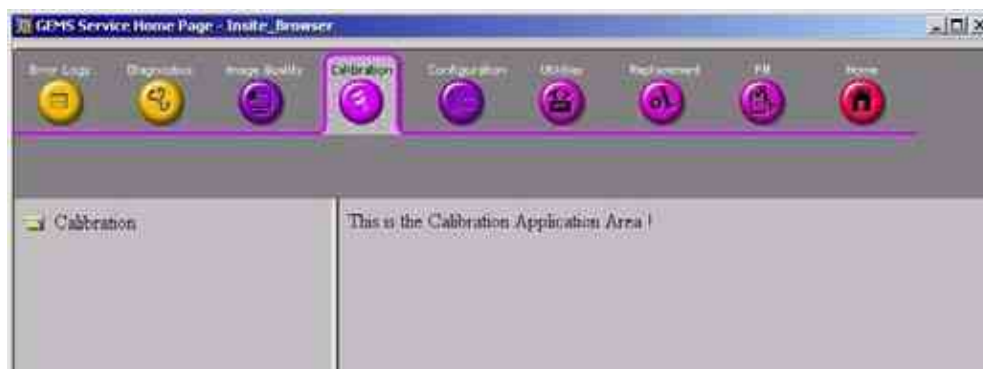 GEMS Service Home Page - Insite_Browser
Error Logs Diagnostics Image Quality Calibration Configuration Utilities Replacement PM Home
Calibration
This is the Calibration Application Area !